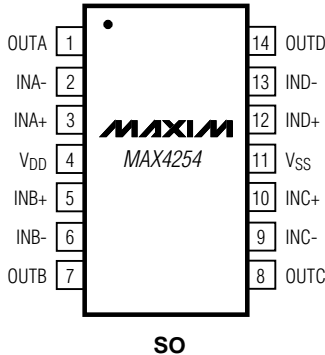 OUTA 1 14 OUTD
INA- 2 13 IND-
INA+ 3 12 IND+
MAXIM
VDD 4 MAX4254 11 VSS
INB+ 5 10 INC+
INB- 6 9 INC-
OUTB 7 8 OUTC
SO